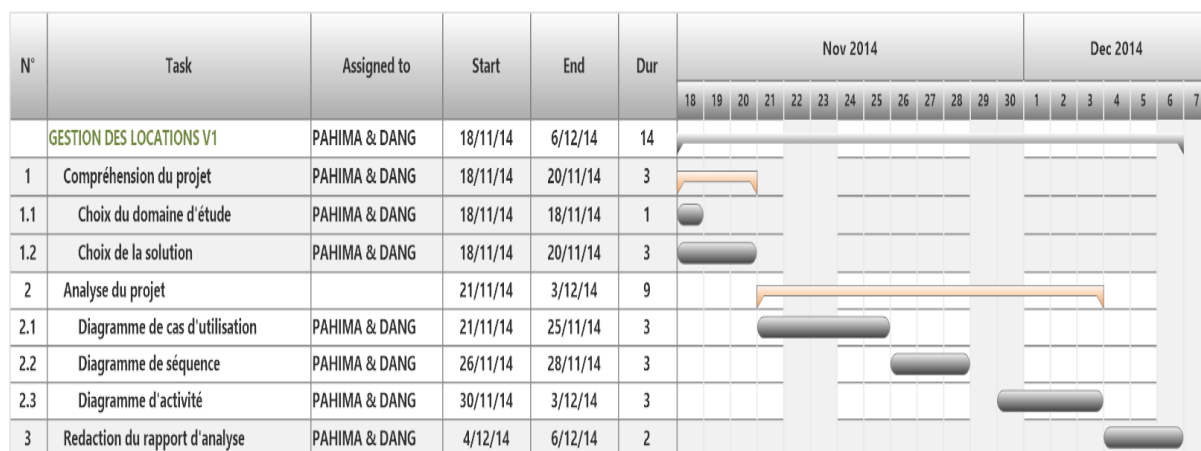 N° Task Assigned to Start End Dur Nov 2014 Dec 2014
18 19 20 21 22 23 24 25 26 27 28 29 30 1 2 3 4 5 6 7
GESTION DES LOCATIONS V1 PAHIMA & DANG 18/11/14 6/12/14 14
1 Compréhension du projet PAHIMA & DANG 18/11/14 20/11/14 3
1.1 Choix du domaine d'étude PAHIMA & DANG 18/11/14 18/11/14 1
1.2 Choix de la solution PAHIMA & DANG 18/11/14 20/11/14 3
2 Analyse du projet 21/11/14 3/12/14 9
2.1 Diagramme de cas d'utilisation PAHIMA & DANG 21/11/14 25/11/14 3
2.2 Diagramme de séquence PAHIMA & DANG 26/11/14 28/11/14 3
2.3 Diagramme d'activité PAHIMA & DANG 30/11/14 3/12/14 3
3 Redaction du rapport d'analyse PAHIMA & DANG 4/12/14 6/12/14 2